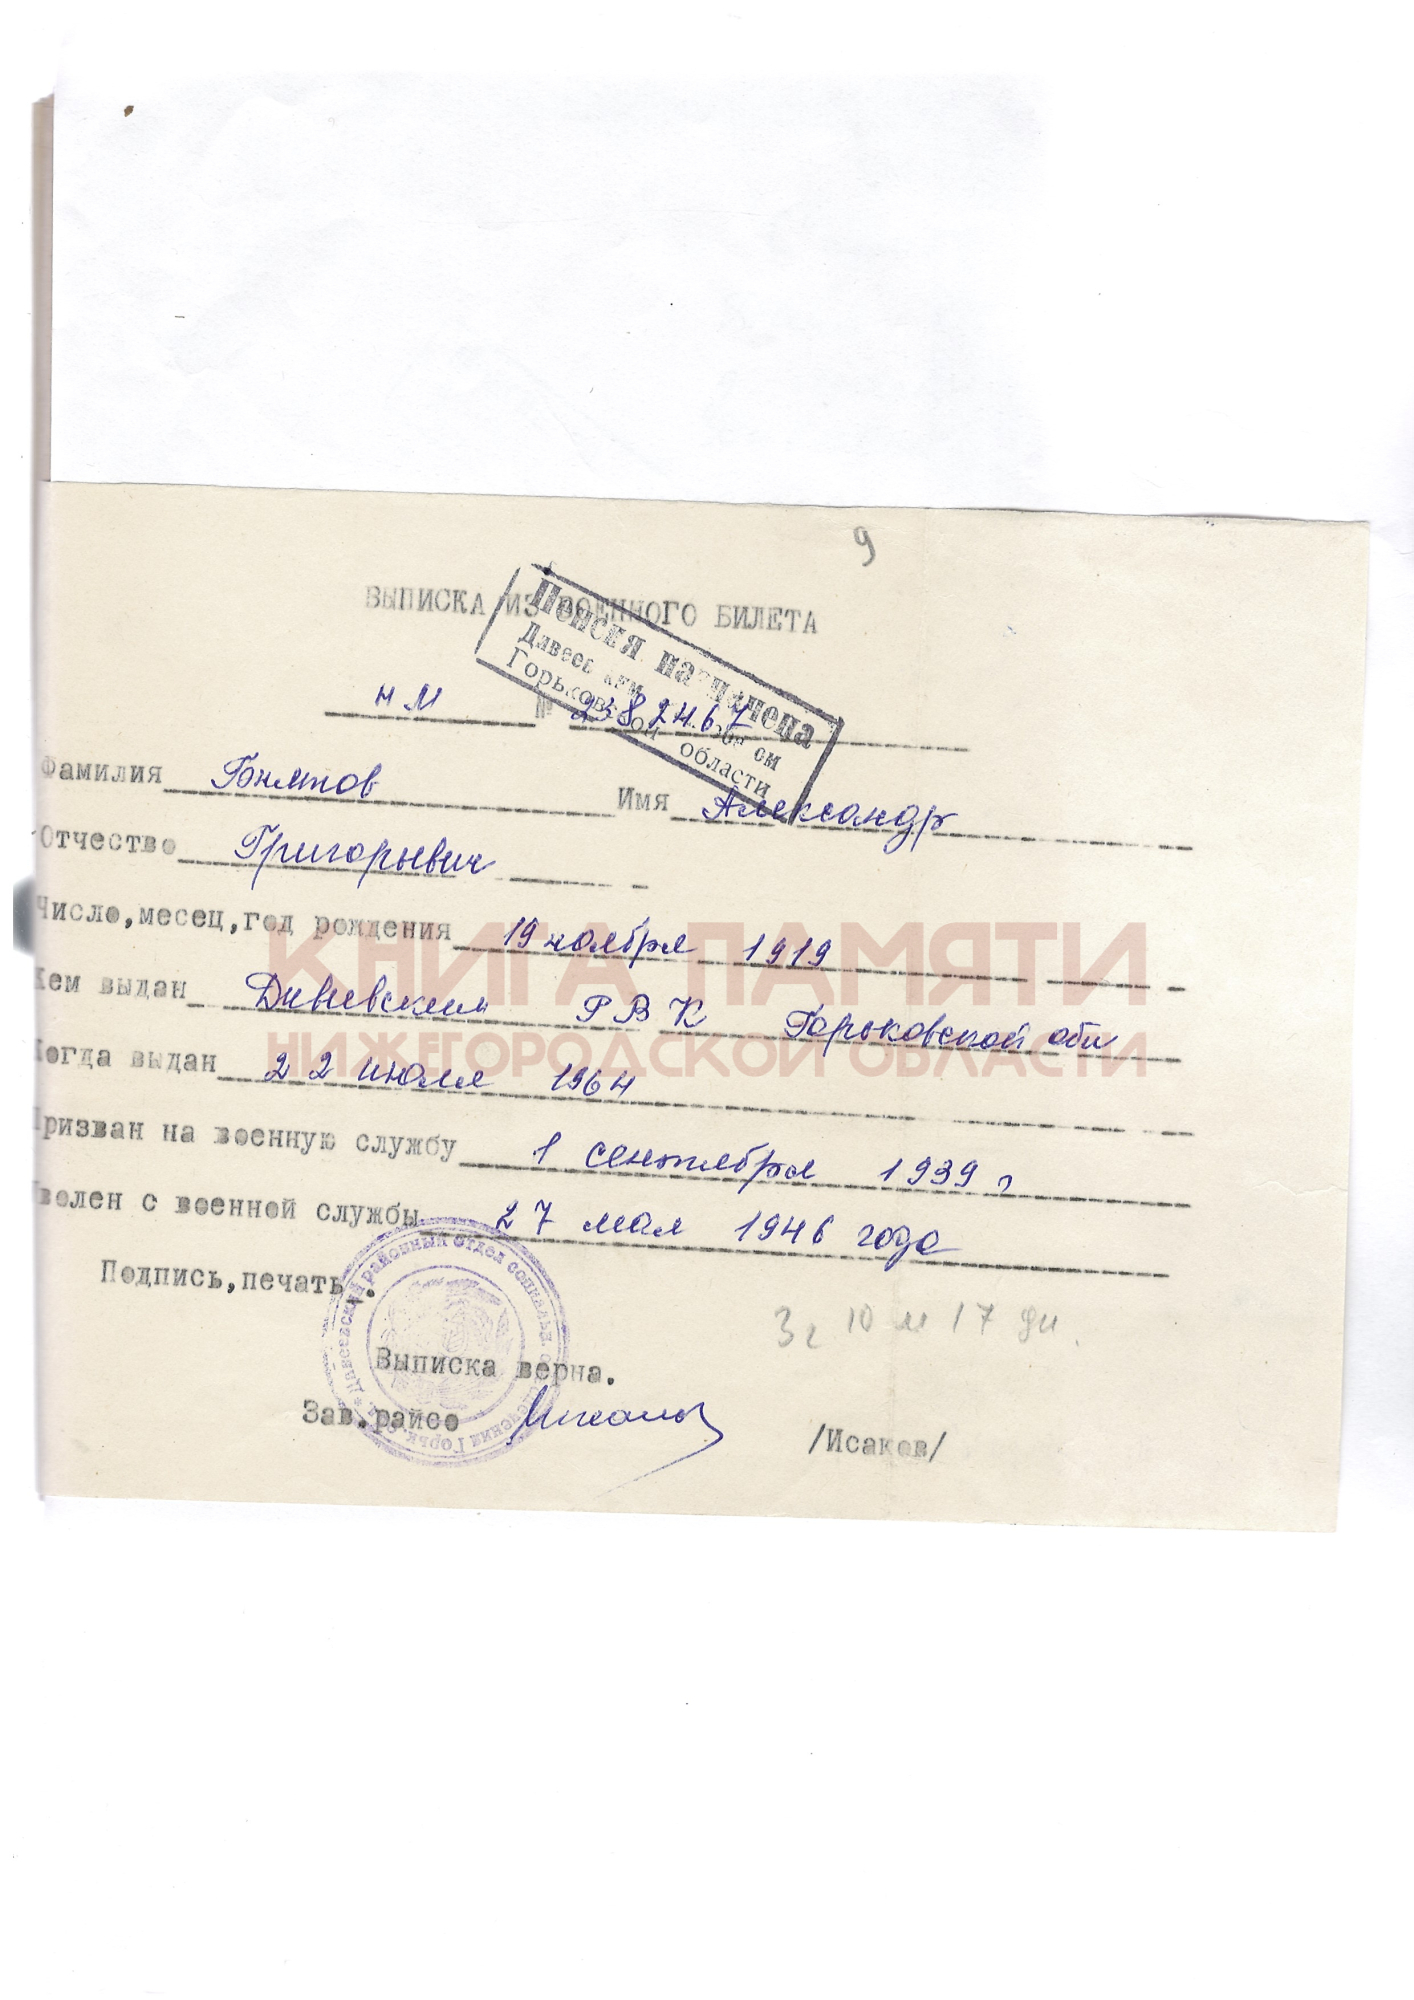 9
ВЫПИСКА ИЗ ВОЕННОГО БИЛЕТА
Пенсия назначена
Горьковской области
НМ № 2382467
Фамилия Имя Александр
Отчество Григорьевич
Число,месец,год рождения 19 ноября 1919
КНИГА ПАМЯТИ
Кем выдан Дивеевским РВК Горьковской обл
НИЖЕГОРОДСКОЙ ОБЛАСТИ
Когда выдан 22 июля 1964
Призван на военную службу 1 сентября 1939 г
Уволен с военной службы 27 мая 1946 года
Подпись,печать.
3 г 10 м 17 дн.
Выписка верна.
Зав.райсо
/Исаков/